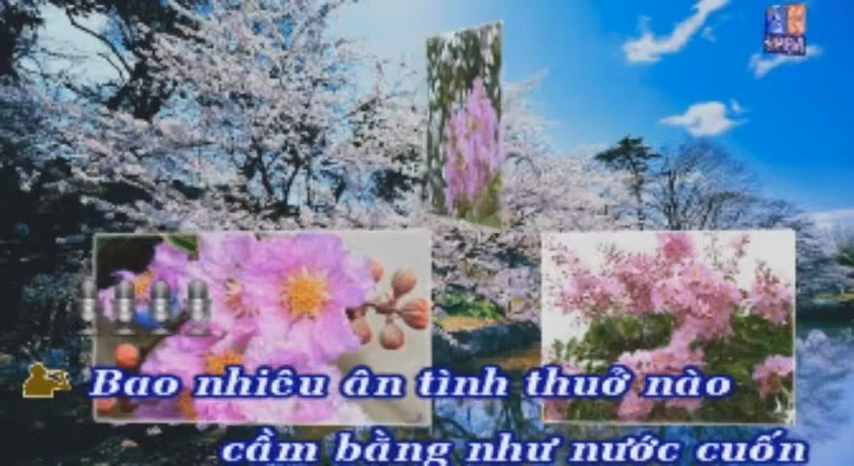 Bao nhiêu ân tình thuở nào
cầm bằng như nước cuốn